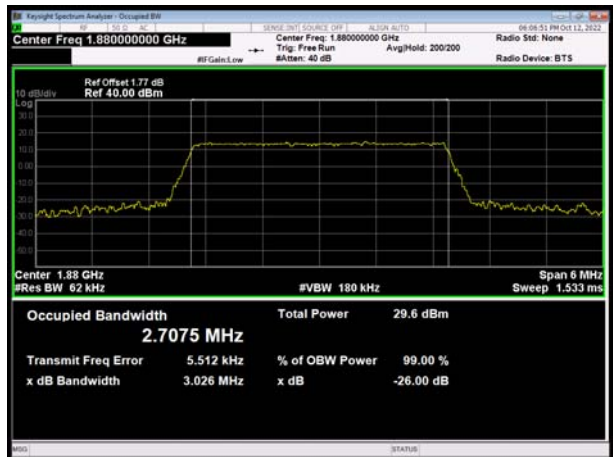 Keysight Spectrum Analyzer - Occupied BW
RF 50 Ω AC SENSE:INT SOURCE OFF ALIGN AUTO 06:06:51 PM Oct 12, 2022
Center Freq 1.880000000 GHz Center Freq: 1.880000000 GHz Radio Std: None
Trig: Free Run Avg|Hold: 200/200
#IFGain:Low #Atten: 40 dB Radio Device: BTS
Ref Offset 1.77 dB
10 dB/div Ref 40.00 dBm
Log
30.0
20.0
10.0
0.00
-10.0
-20.0
-30.0
-40.0
-50.0
Center 1.88 GHz Span 6 MHz
#Res BW 62 kHz #VBW 180 kHz Sweep 1.533 ms
Occupied Bandwidth Total Power 29.6 dBm
2.7075 MHz
Transmit Freq Error 5.512 kHz % of OBW Power 99.00 %
x dB Bandwidth 3.026 MHz x dB -26.00 dB
MSG STATUS